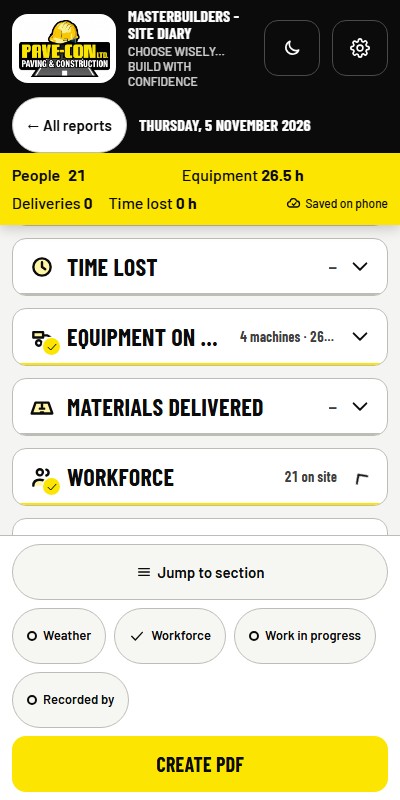 PAVE-CON LTD.
PAVING & CONSTRUCTION
MASTERBUILDERS -
SITE DIARY
CHOOSE WISELY...
BUILD WITH
CONFIDENCE
← All reports
THURSDAY, 5 NOVEMBER 2026
People 21
Equipment 26.5 h
Deliveries 0
Time lost 0 h
Saved on phone
TIME LOST –
EQUIPMENT ON ... 4 machines · 26...
MATERIALS DELIVERED –
WORKFORCE 21 on site
Jump to section
Weather
Workforce
Work in progress
Recorded by
CREATE PDF